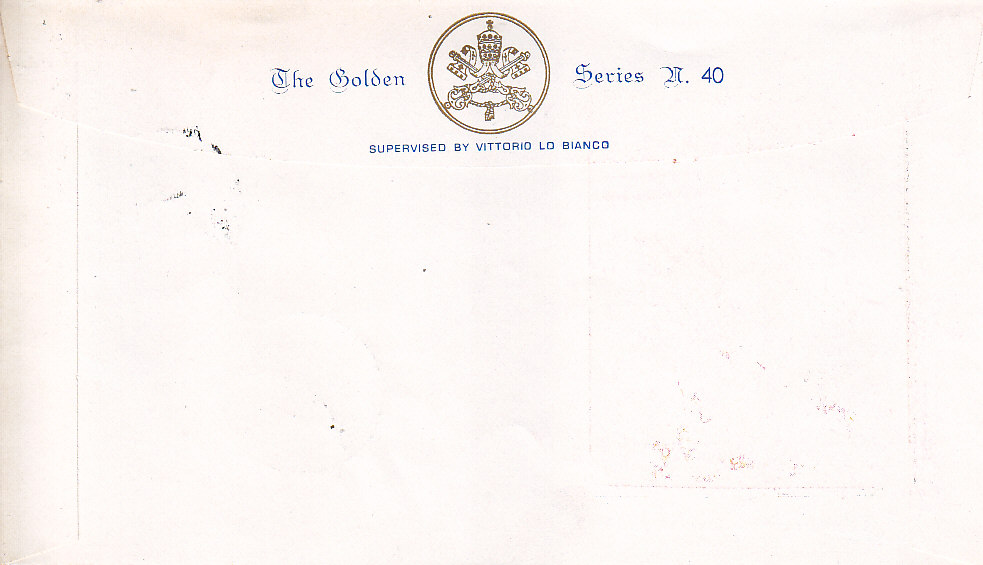 The Golden Series N. 40
SUPERVISED BY VITTORIO LO BIANCO